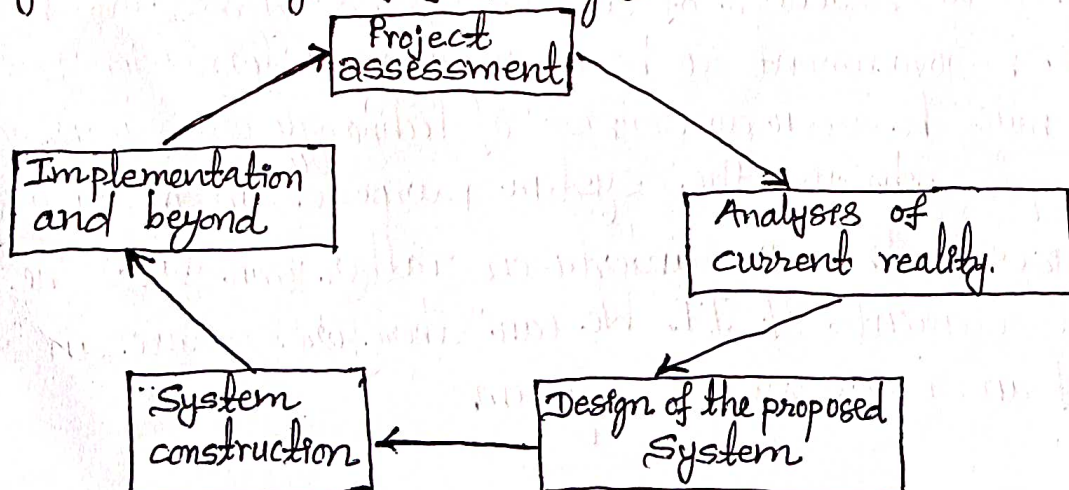 Project
assessment
Implementation
and beyond
Analysis of
current reality.
System
construction
Design of the proposed
System